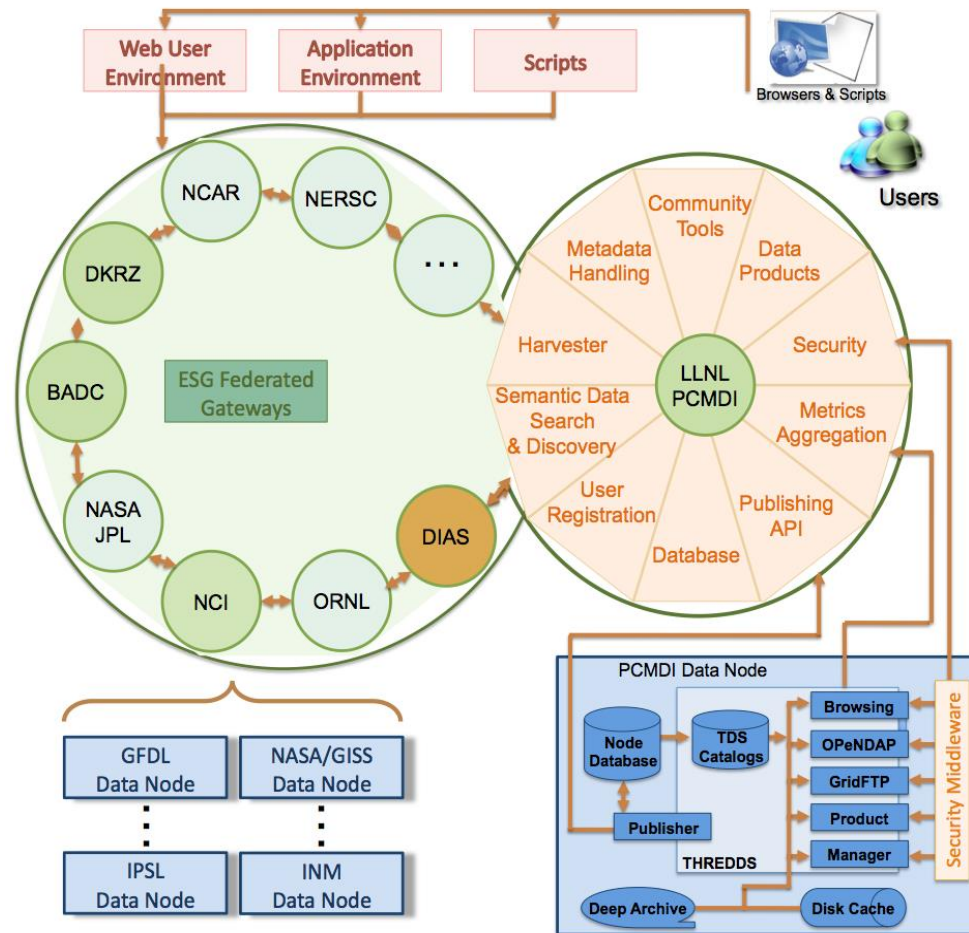 Web User
Environment
Application
Environment
Scripts
Browsers & Scripts
Users
NCAR
NERSC
...
DKRZ
BADC
NASA
JPL
NCI
ORNL
DIAS
ESG Federated
Gateways
Community
Tools
Metadata
Handling
Data
Products
Harvester
Security
LLNL
PCMDI
Semantic Data
Search
& Discovery
Metrics
Aggregation
User
Registration
Publishing
API
Database
GFDL
Data Node
NASA/GISS
Data Node
IPSL
Data Node
INM
Data Node
PCMDI Data Node
Node
Database
TDS
Catalogs
Publisher
THREDDS
Browsing
OPeNDAP
GridFTP
Product
Manager
Security Middleware
Deep Archive
Disk Cache